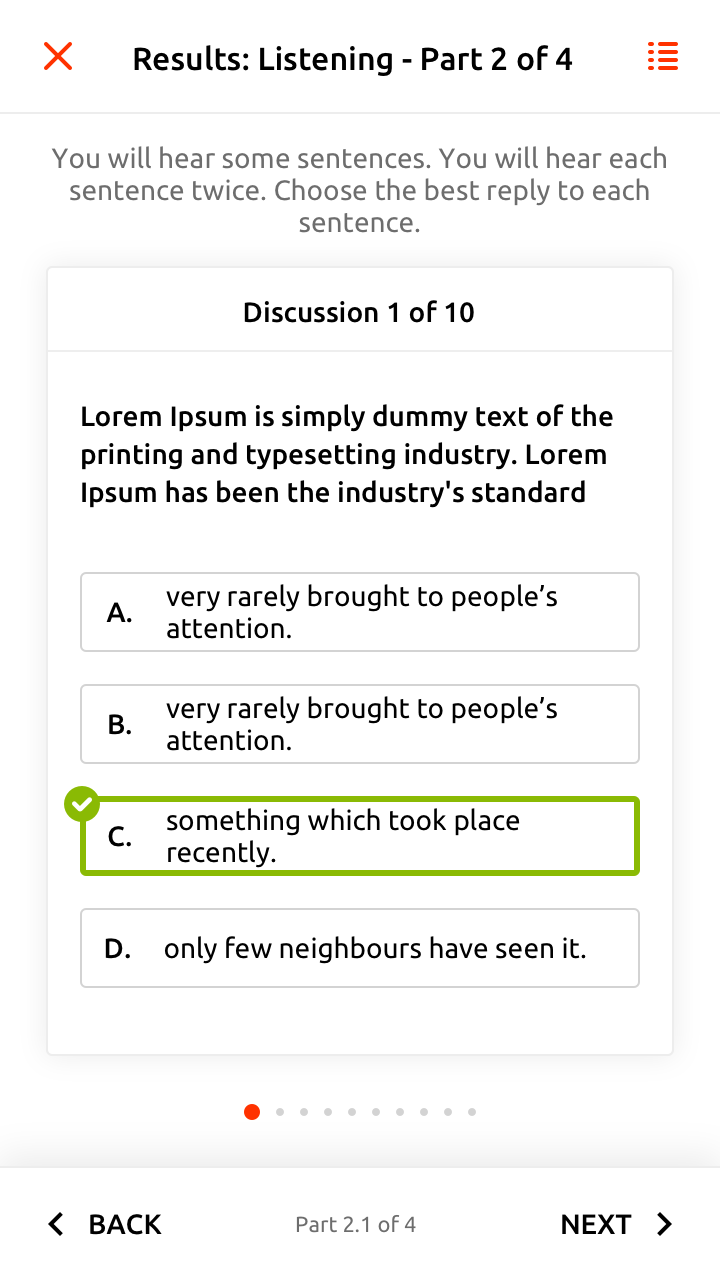 Results: Listening - Part 2 of 4
You will hear some sentences. You will hear each
sentence twice. Choose the best reply to each
sentence.
Discussion 1 of 10
Lorem Ipsum is simply dummy text of the
printing and typesetting industry. Lorem
Ipsum has been the industry's standard
A. very rarely brought to people’s
attention.
B. very rarely brought to people’s
attention.
C. something which took place
recently.
D. only few neighbours have seen it.
BACK Part 2.1 of 4 NEXT